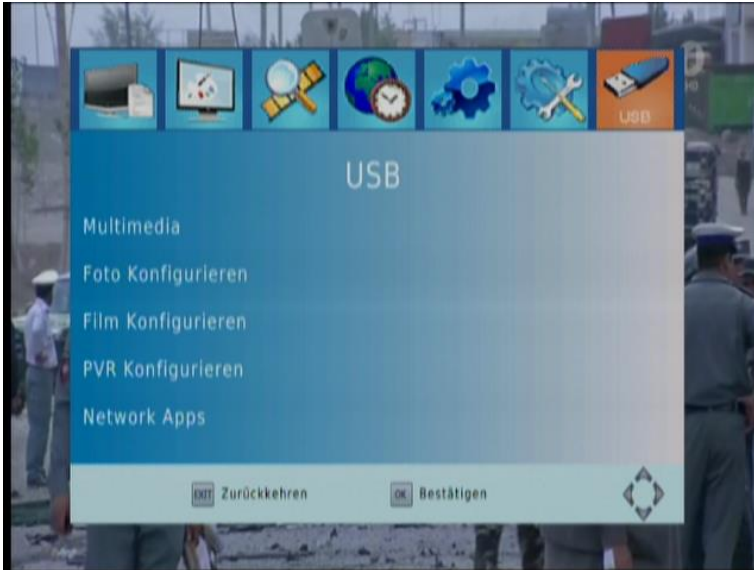 USB
USB
Multimedia
Foto Konfigurieren
Film Konfigurieren
PVR Konfigurieren
Network Apps
EXIT Zurückkehren
OK Bestätigen